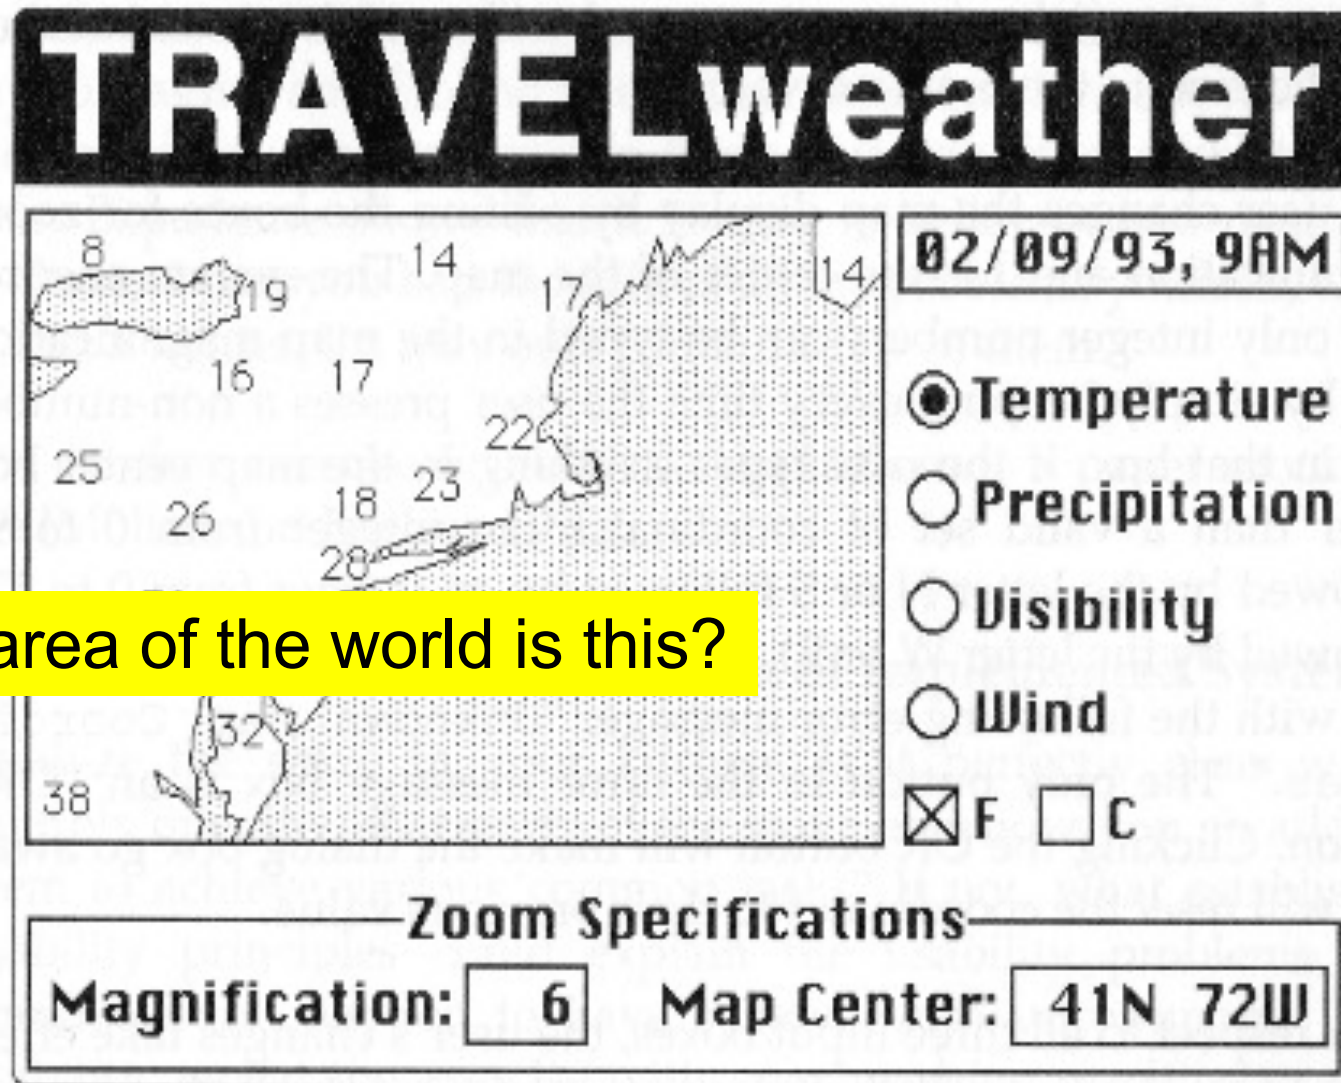 TRAVELweather
02/09/93, 9AM
8
14
14
19
17
16
17
22
25
23
18
26
28
area of the world is this?
32
38
Temperature
Precipitation
Visibility
Wind
F C
Zoom Specifications
Magnification: 6 Map Center: 41N 72W